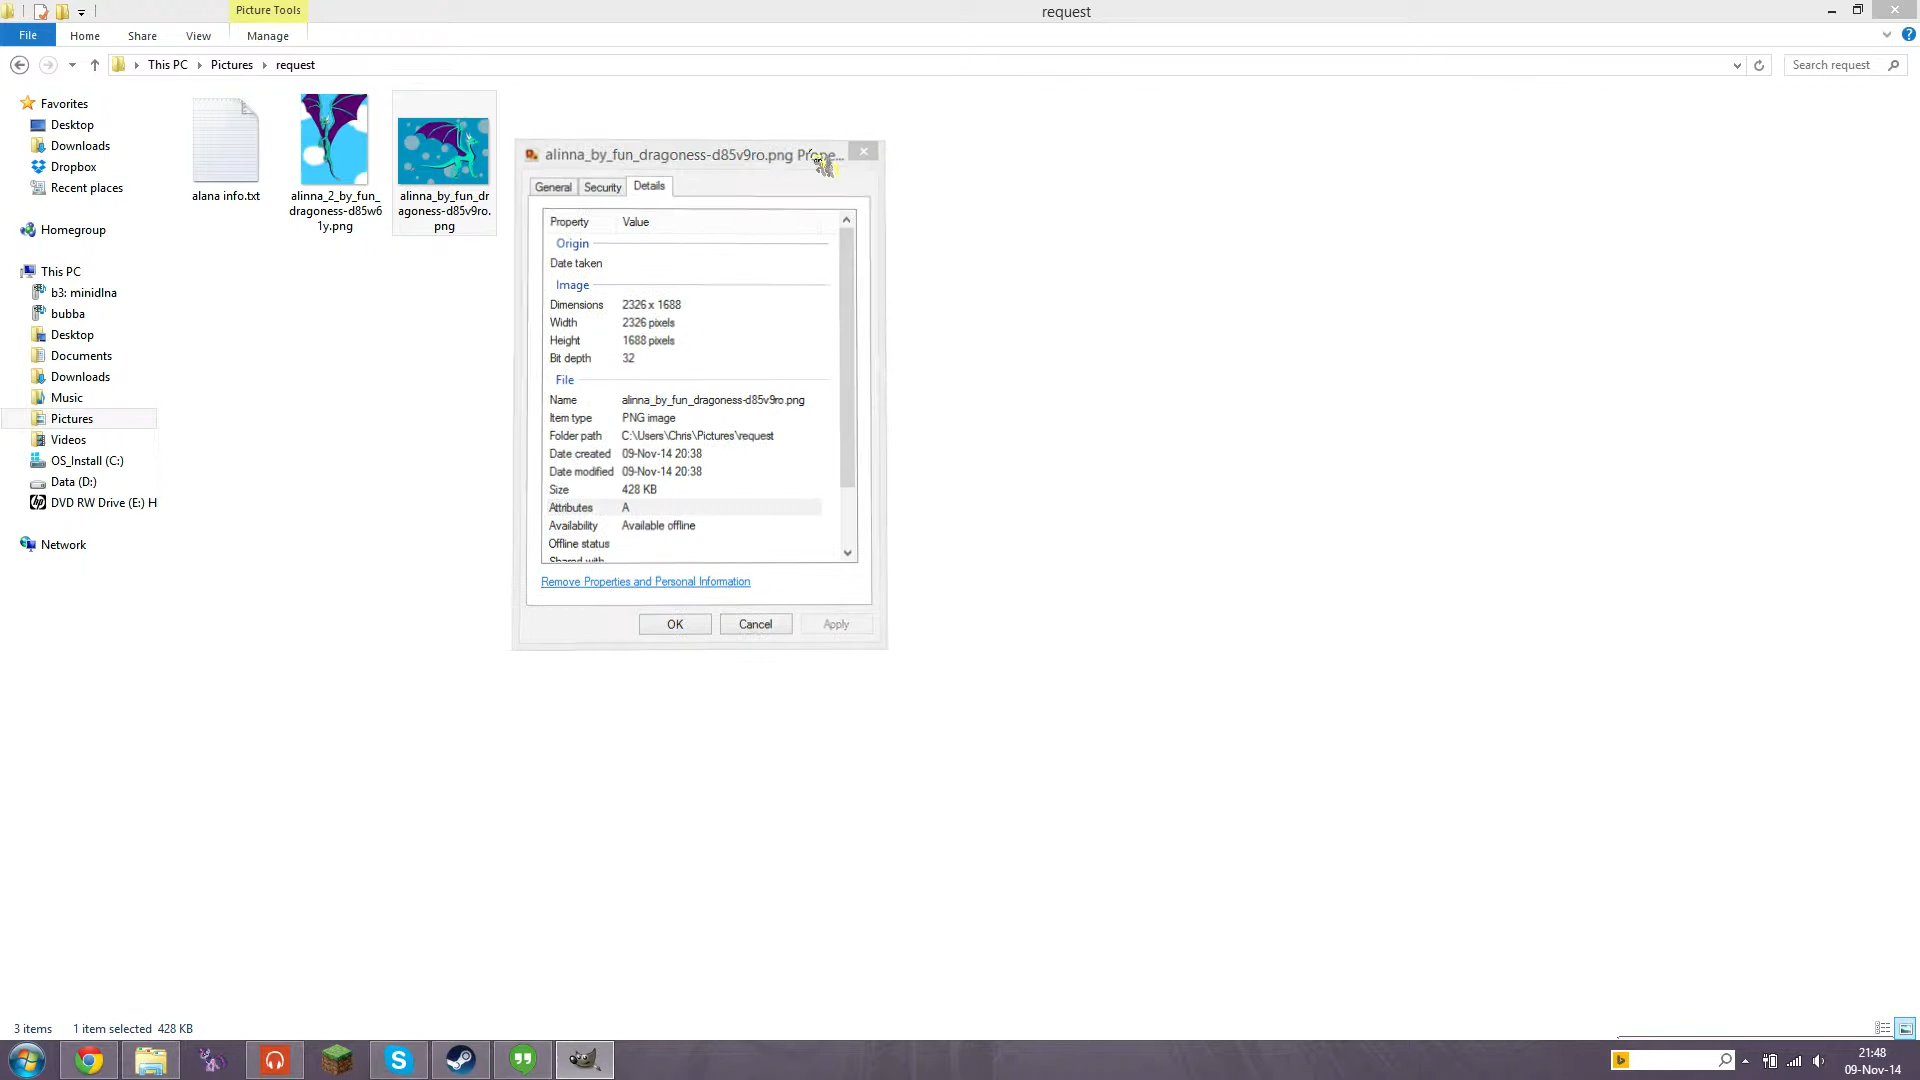 Picture Tools
request
File
Home
Share
View
Manage
This PC
Pictures
request
Search request
Favorites
Desktop
Downloads
Dropbox
Recent places
Homegroup
This PC
b3: minidlna
bubba
Desktop
Documents
Downloads
Music
Pictures
Videos
OS_Install (C:)
Data (D:)
DVD RW Drive (E:) H
Network
alana info.txt
alinna_2_by_fun_
dragoness-d85w6
1y.png
alinna_by_fun_dr
agoness-d85v9ro.
png
alinna_by_fun_dragoness-d85v9ro.png Prope...
General
Security
Details
Property Value
Origin
Date taken
Image
Dimensions 2326 x 1688
Width 2326 pixels
Height 1688 pixels
Bit depth 32
File
Name alinna_by_fun_dragoness-d85v9ro.png
Item type PNG image
Folder path C:\Users\Chris\Pictures\request
Date created 09-Nov-14 20:38
Date modified 09-Nov-14 20:38
Size 428 KB
Attributes A
Availability Available offline
Offline status
Shared with
Remove Properties and Personal Information
OK
Cancel
Apply
3 items 1 item selected 428 KB
21:48
09-Nov-14